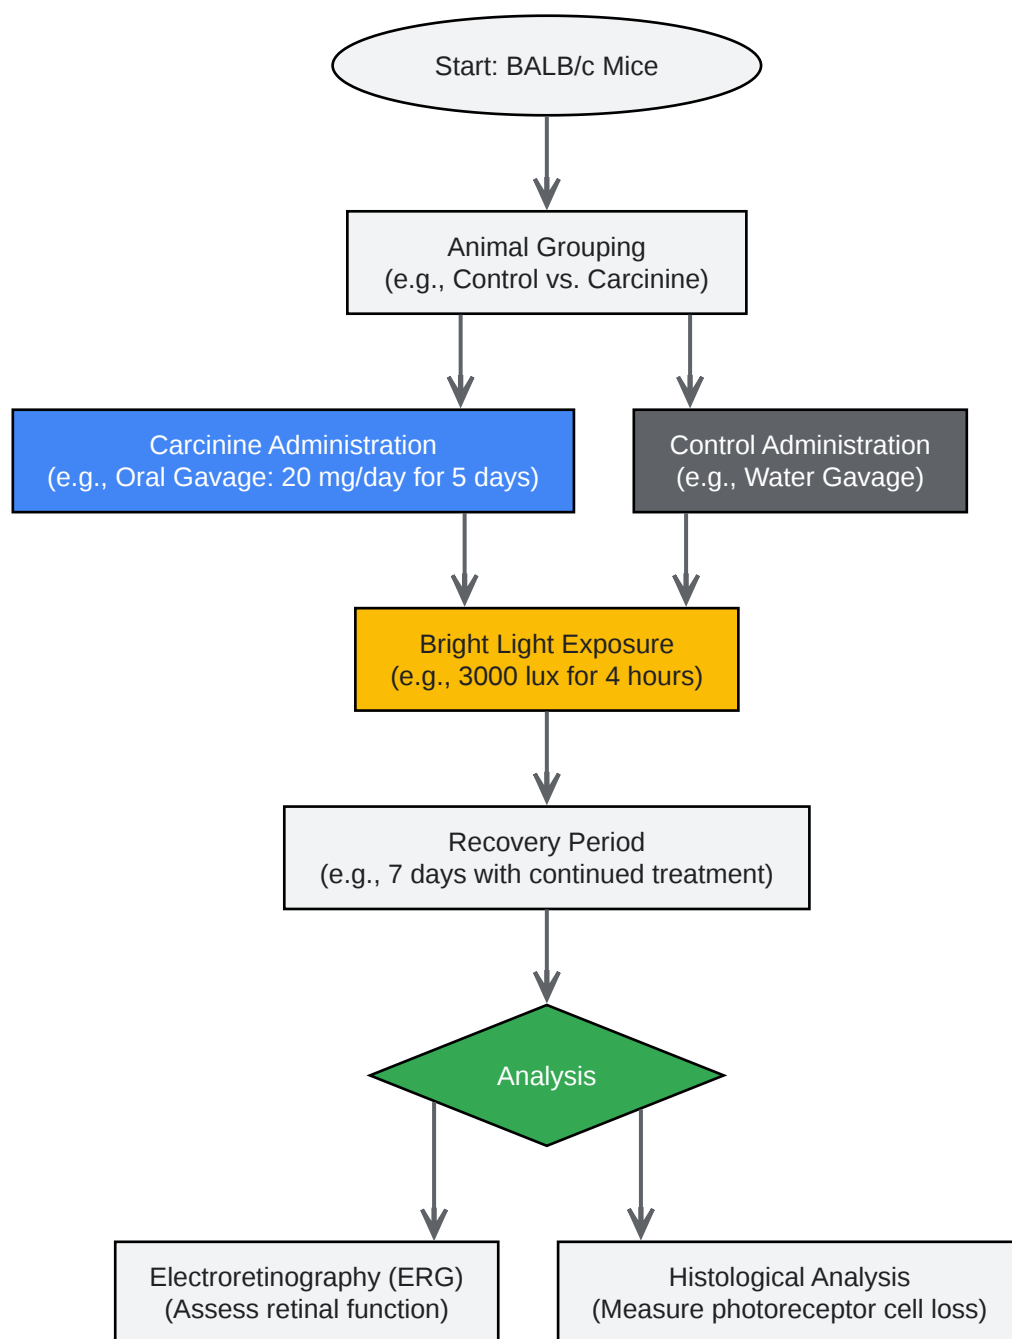 Start: BALB/c Mice
Animal Grouping
(e.g., Control vs. Carcinine)
Carcinine Administration
(e.g., Oral Gavage: 20 mg/day for 5 days)
Control Administration
(e.g., Water Gavage)
Bright Light Exposure
(e.g., 3000 lux for 4 hours)
Recovery Period
(e.g., 7 days with continued treatment)
Analysis
Electroretinography (ERG)
(Assess retinal function)
Histological Analysis
(Measure photoreceptor cell loss)